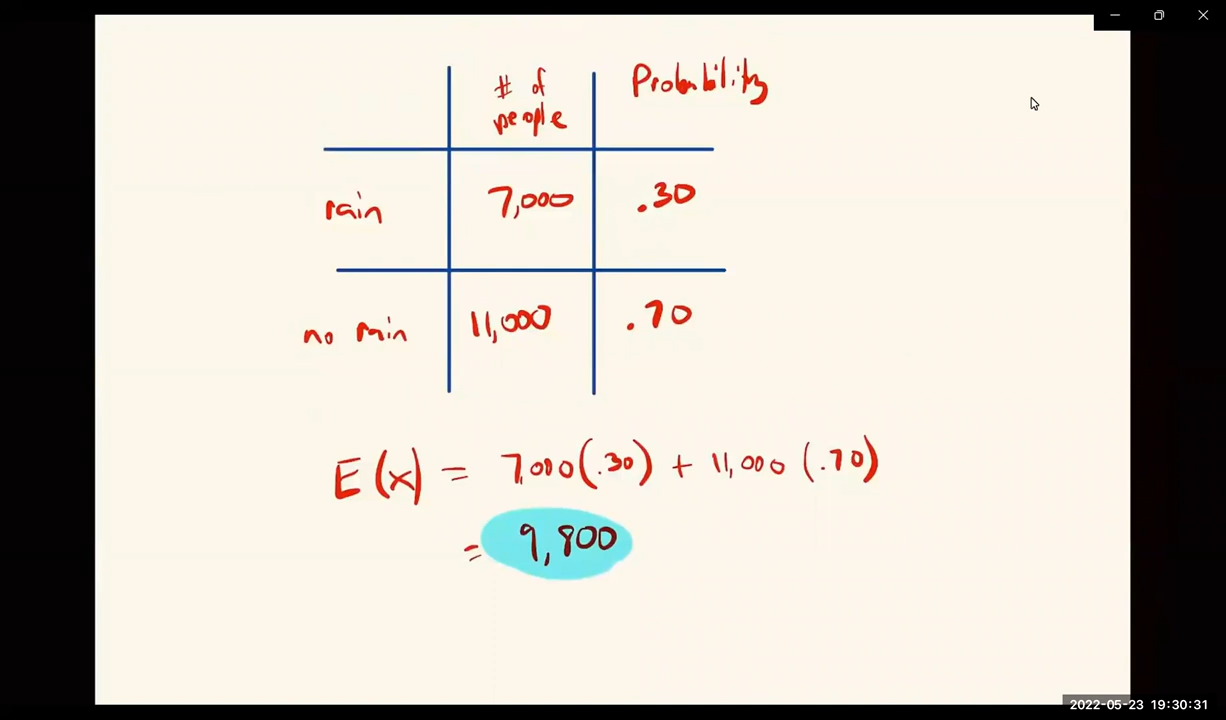 # of people Probability
rain 7,000 .30
no rain 11,000 .70
E(x) = 7,000(.30) + 11,000(.70)
= 9,800
2022-05-23 19:30:31